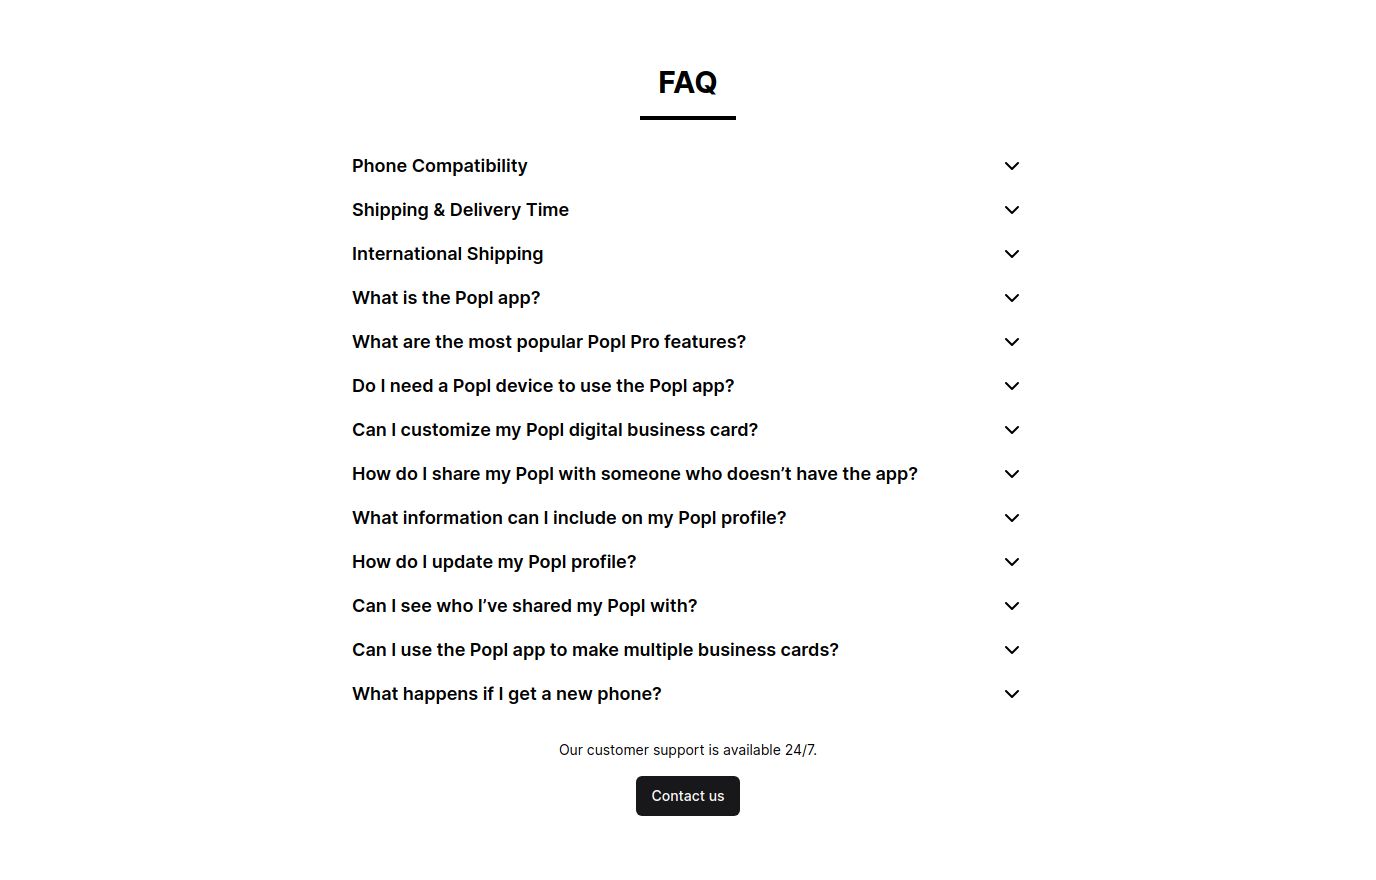 FAQ
Phone Compatibility
Shipping & Delivery Time
International Shipping
What is the Popl app?
What are the most popular Popl Pro features?
Do I need a Popl device to use the Popl app?
Can I customize my Popl digital business card?
How do I share my Popl with someone who doesn’t have the app?
What information can I include on my Popl profile?
How do I update my Popl profile?
Can I see who I’ve shared my Popl with?
Can I use the Popl app to make multiple business cards?
What happens if I get a new phone?
Our customer support is available 24/7.
Contact us